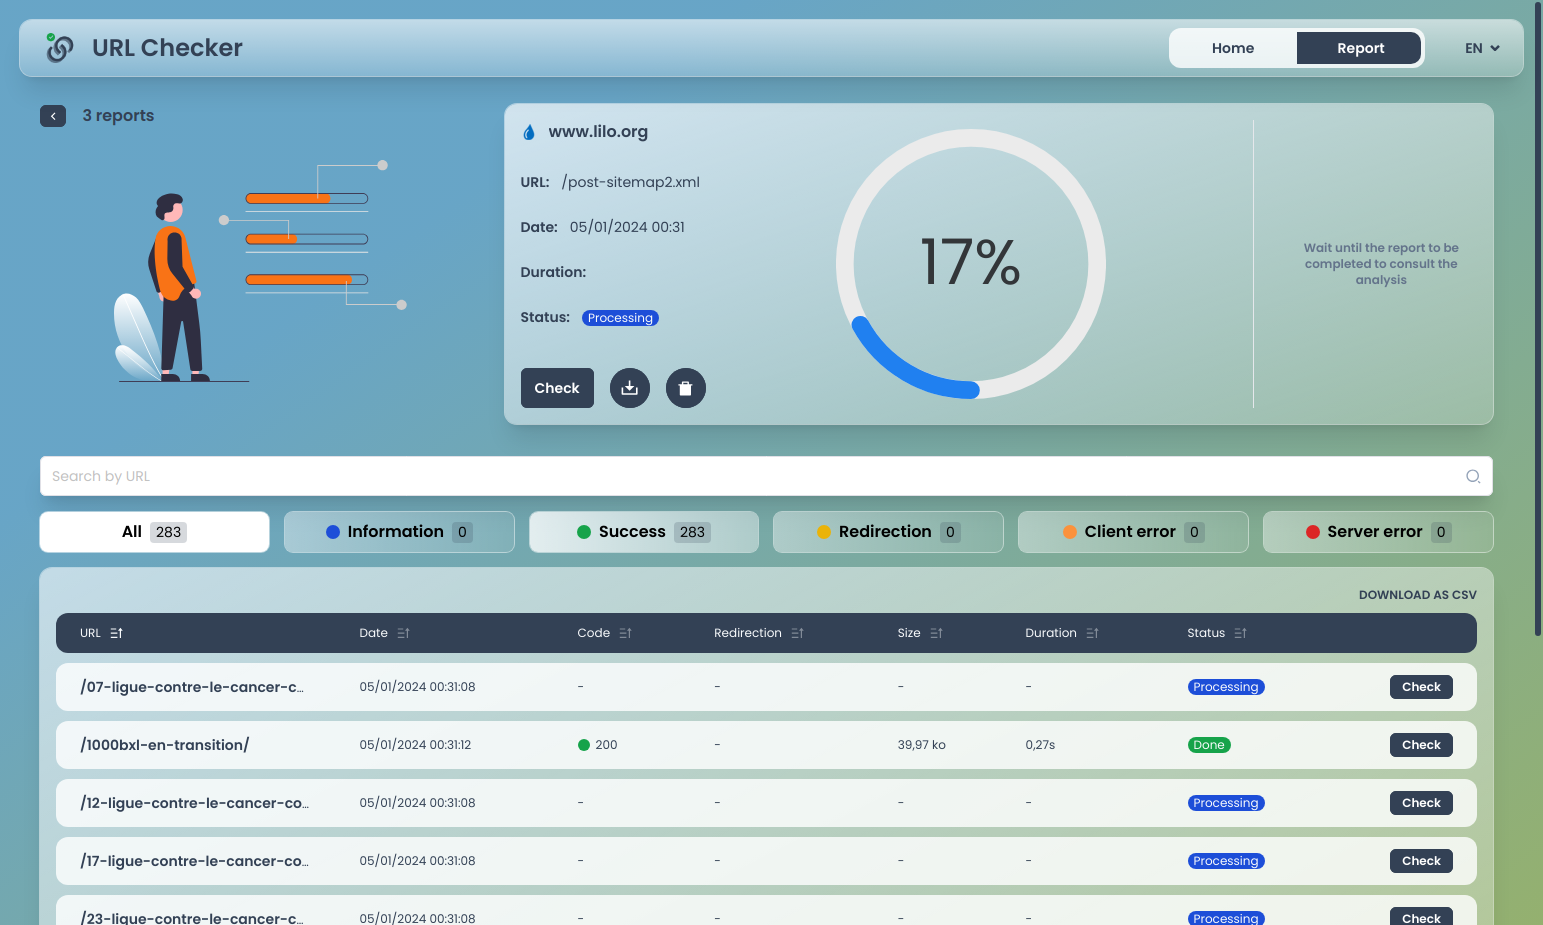 URL Checker
Home
Report
EN
3 reports
www.lilo.org
URL: /post-sitemap2.xml
Date: 05/01/2024 00:31
Duration:
Status: Processing
Check
17%
Wait until the report to be
completed to consult the
analysis
Search by URL
All 283
Information 0
Success 283
Redirection 0
Client error 0
Server error 0
DOWNLOAD AS CSV
URL Date Code Redirection Size Duration Status
/07-ligue-contre-le-cancer-c… 05/01/2024 00:31:08 - - - - Processing Check
/1000bxl-en-transition/ 05/01/2024 00:31:12 200 - 39,97 ko 0,27s Done Check
/12-ligue-contre-le-cancer-co… 05/01/2024 00:31:08 - - - - Processing Check
/17-ligue-contre-le-cancer-co… 05/01/2024 00:31:08 - - - - Processing Check
/23-ligue-contre-le-cancer-c… 05/01/2024 00:31:08 - - - - Processing Check